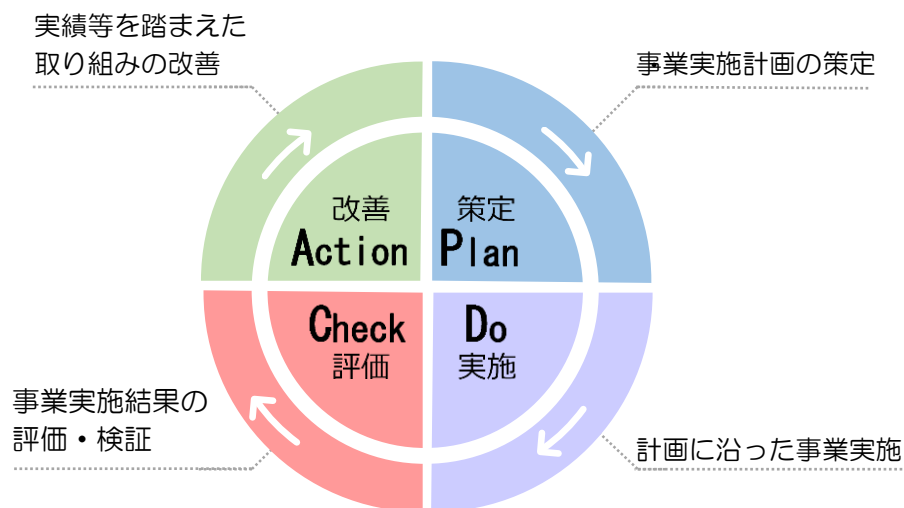 実績等を踏まえた
取り組みの改善
事業実施計画の策定
改善
Action
策定
Plan
Check
評価
Do
実施
事業実施結果の
評価・検証
計画に沿った事業実施